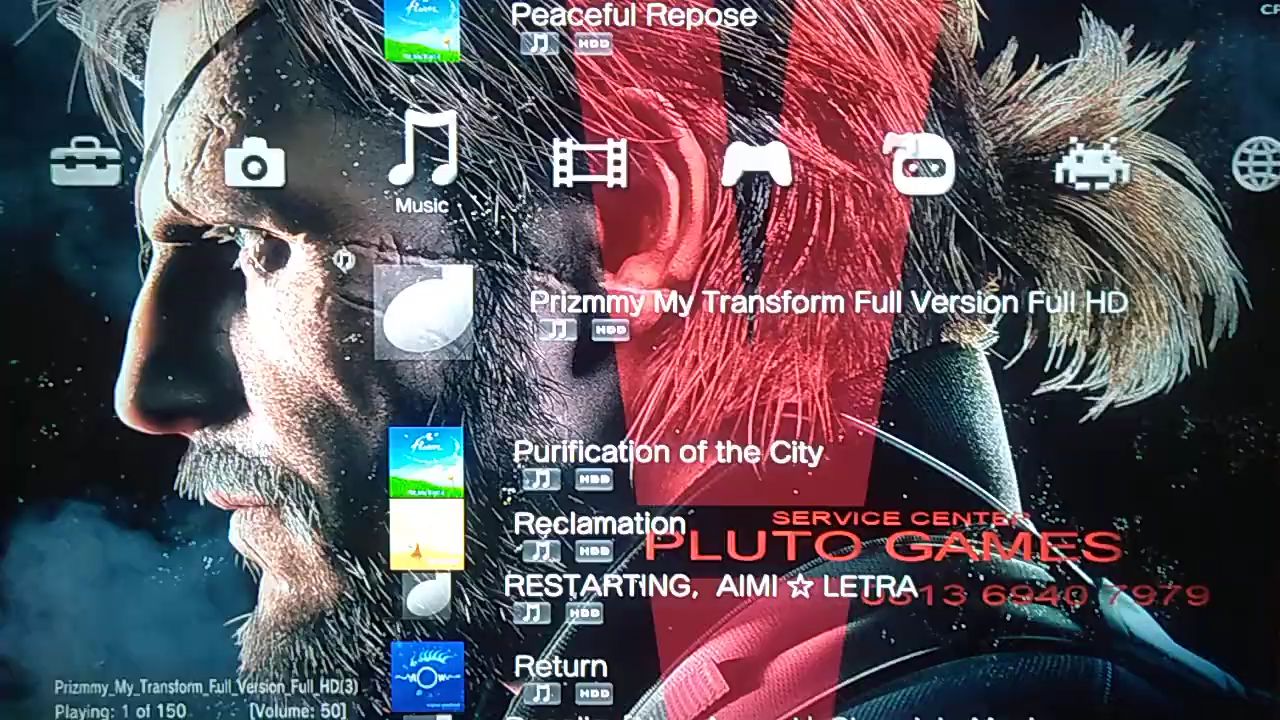 Peaceful Repose
HDD
Music
Prizmmy My Transform Full Version Full HD
HDD
flow
Purification of the City
HDD
Reclamation
HDD
SERVICE CENTER
PLUTO GAMES
RESTARTING, AIMI ☆ LETRA
0813 6940 7979
HDD
Return
HDD
Prizmmy_My_Transform_Full_Version_Full_HD(3)
Playing: 1 of 150 [Volume: 50]